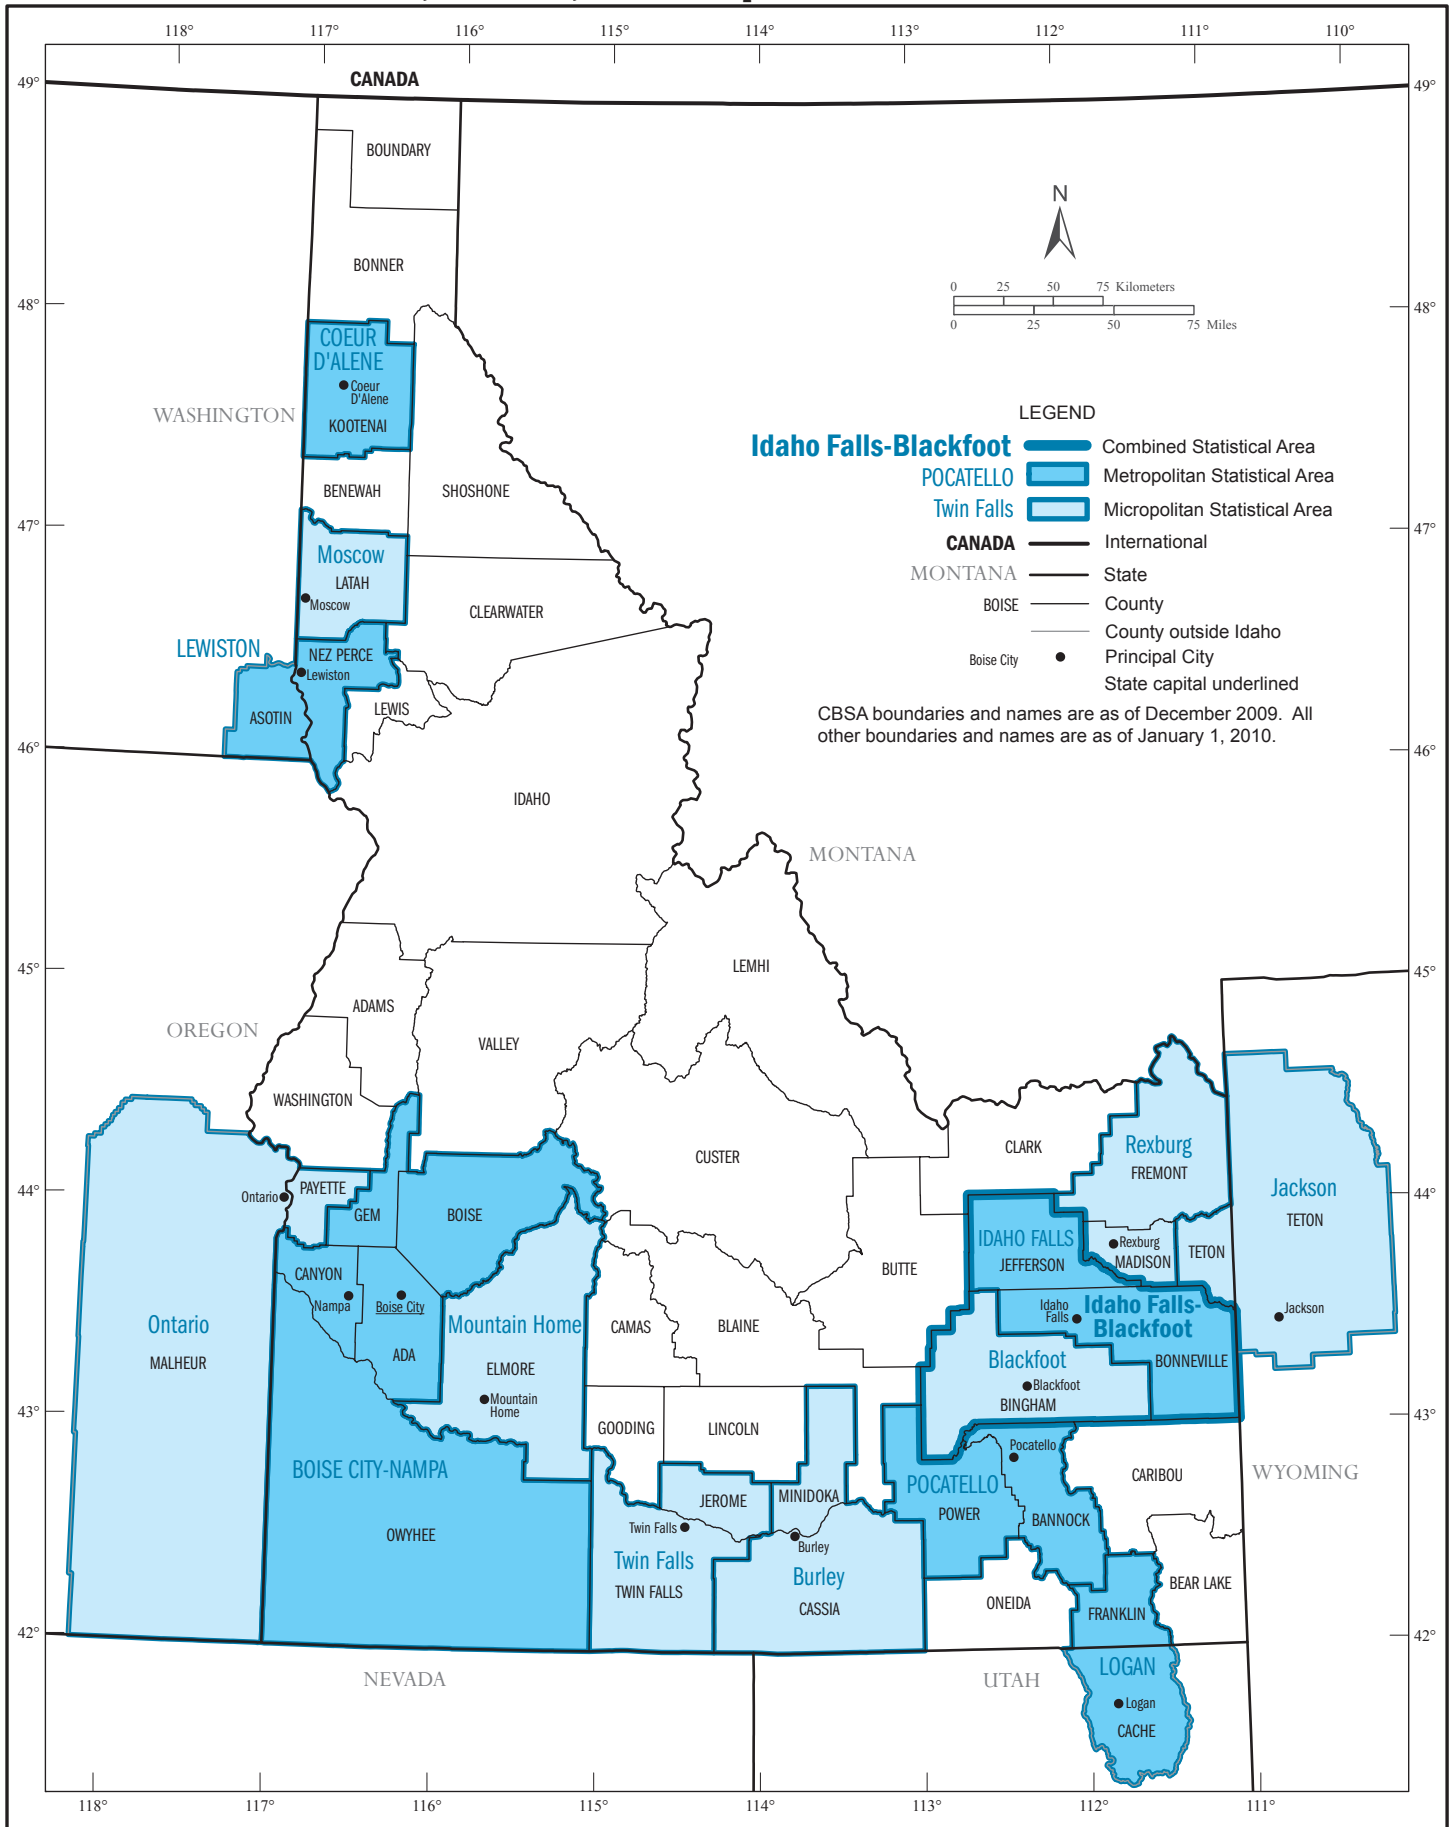 118° 117° 116° 115° 114° 113° 112° 111° 110°
49° CANADA 49°
BOUNDARY
N
BONNER
0 25 50 75 Kilometers
48° 48°
0 25 50 75 Miles
COEUR
D'ALENE
Coeur
D'Alene
KOOTENAI
WASHINGTON
LEGEND
Idaho Falls-Blackfoot Combined Statistical Area
POCATELLO Metropolitan Statistical Area
Twin Falls Micropolitan Statistical Area
CANADA International
MONTANA State
BOISE County
County outside Idaho
Boise City Principal City
State capital underlined
CBSA boundaries and names are as of December 2009. All
other boundaries and names are as of January 1, 2010.
BENEWAH SHOSHONE
47° 47°
Moscow
LATAH
Moscow
CLEARWATER
LEWISTON
NEZ PERCE
Lewiston
ASOTIN
LEWIS
46° 46°
IDAHO
MONTANA
45° 45°
LEMHI
ADAMS
OREGON
VALLEY
WASHINGTON
CUSTER
CLARK
Rexburg
FREMONT
44° 44°
Ontario
PAYETTE
GEM
BOISE
Jackson
TETON
IDAHO FALLS
JEFFERSON
Rexburg
MADISON
TETON
BUTTE
CANYON
Nampa
Boise City
Idaho
Falls
Idaho Falls-
Blackfoot
Jackson
Ontario
MALHEUR
Mountain Home
ELMORE
Mountain
Home
ADA
CAMAS
BLAINE
Blackfoot
Blackfoot
BINGHAM
BONNEVILLE
43° 43°
GOODING
LINCOLN
Pocatello
BOISE CITY-NAMPA
OWYHEE
JEROME
MINIDOKA
POCATELLO
POWER
BANNOCK
CARIBOU
WYOMING
Twin Falls
Burley
Twin Falls
TWIN FALLS
Burley
CASSIA
ONEIDA
FRANKLIN
BEAR LAKE
42° 42°
NEVADA
UTAH
LOGAN
Logan
CACHE
118° 117° 116° 115° 114° 113° 112° 111°